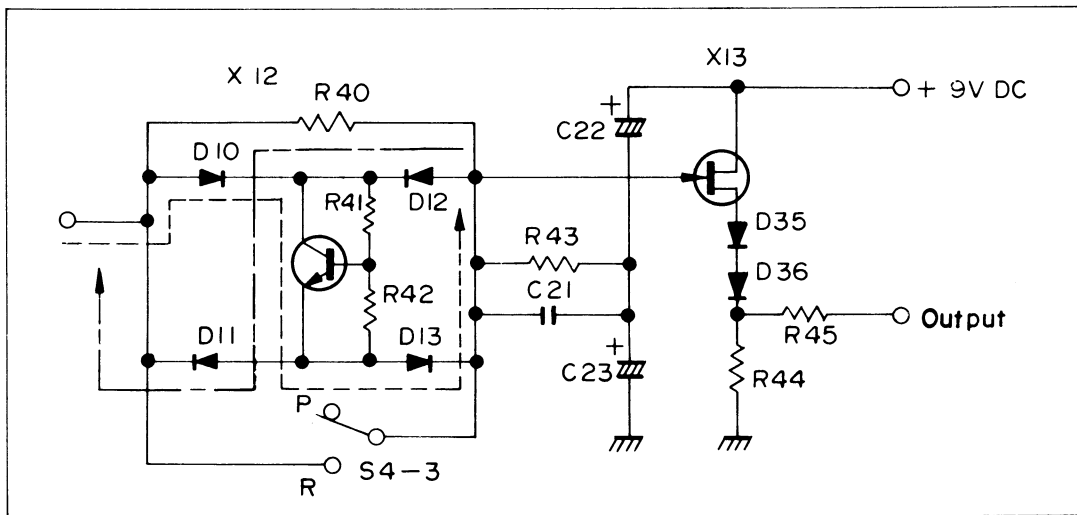 X 12
X13
R40
+ 9V DC
+
C22
D10
D12
R41
D35
R43
D36
R42
C21
Output
R45
D11
D13
+
C23
R44
P
S4-3
R